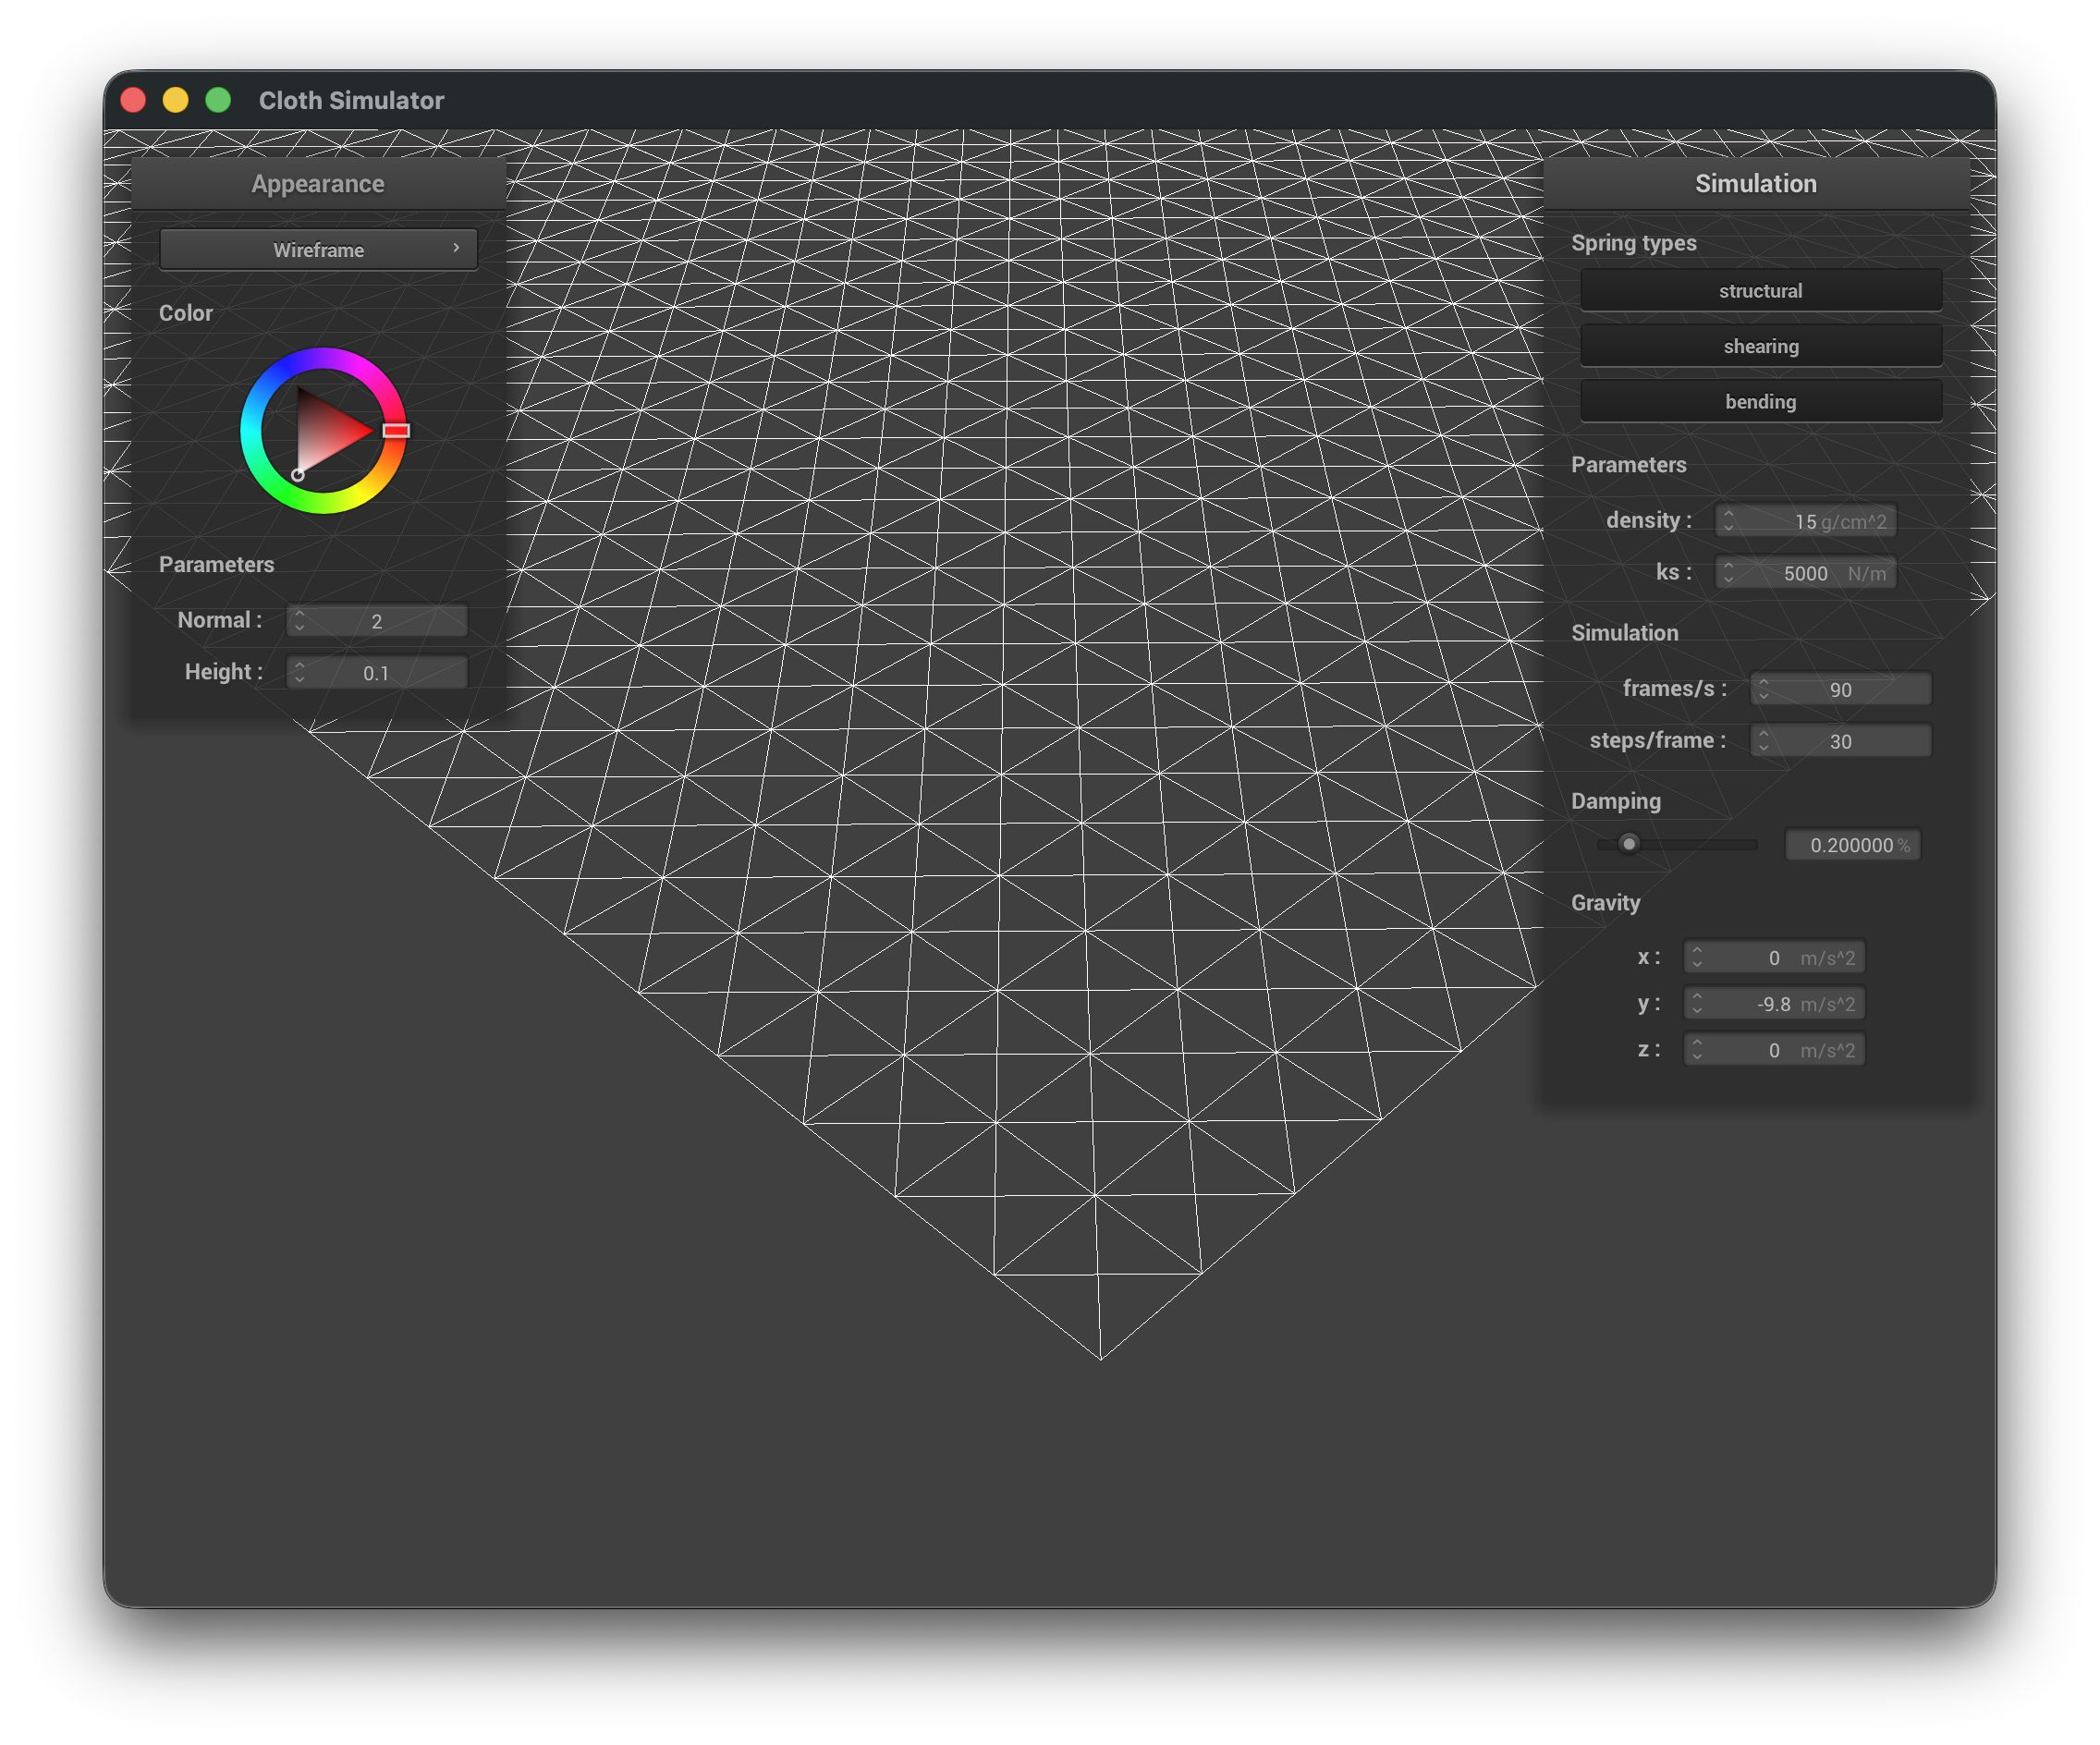 Cloth Simulator
Appearance
Wireframe
Color
Parameters
Normal : 2
Height : 0.1
Simulation
Spring types
structural
shearing
bending
Parameters
density : 15 g/cm^2
ks : 5000 N/m
Simulation
frames/s : 90
steps/frame : 30
Damping
0.200000 %
Gravity
x : 0 m/s^2
y : -9.8 m/s^2
z : 0 m/s^2